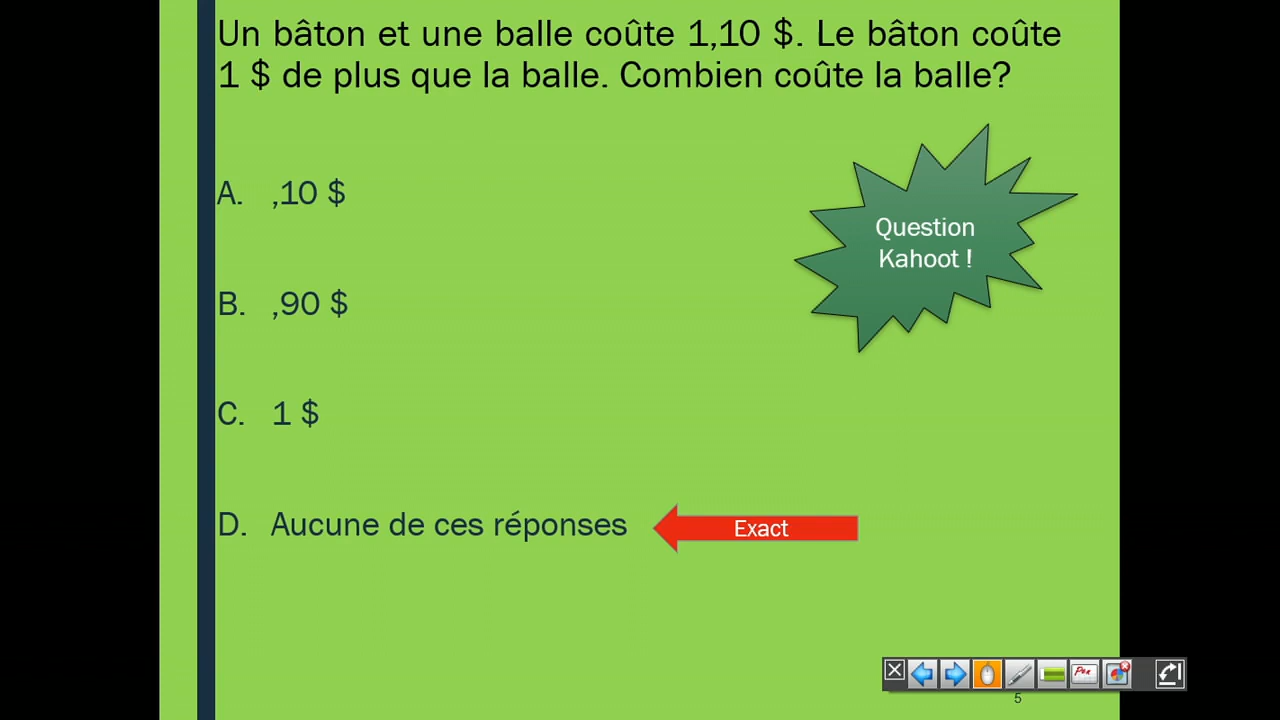 Un bâton et une balle coûte 1,10 $. Le bâton coûte
1 $ de plus que la balle. Combien coûte la balle?
A. ,10 $
Question
Kahoot !
B. ,90 $
C. 1 $
D. Aucune de ces réponses
Exact
Pen
5